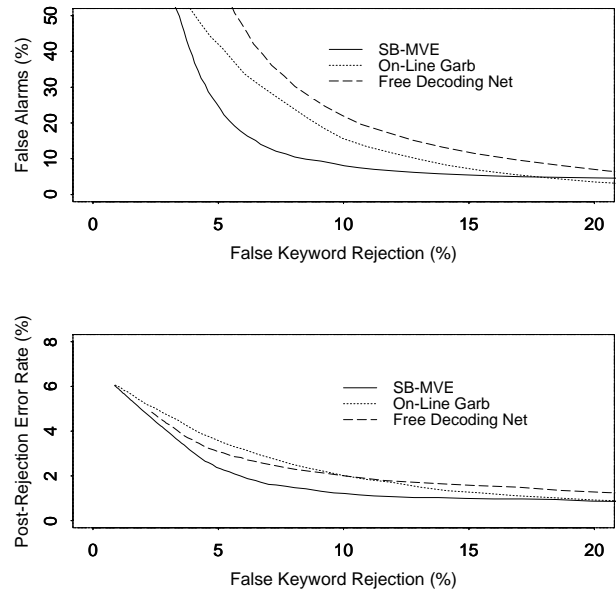 False Alarms (%)
50
40
30
20
10
0
SB-MVE
On-Line Garb
Free Decoding Net
0 5 10 15 20
False Keyword Rejection (%)
Post-Rejection Error Rate (%)
8
6
4
2
0
SB-MVE
On-Line Garb
Free Decoding Net
0 5 10 15 20
False Keyword Rejection (%)